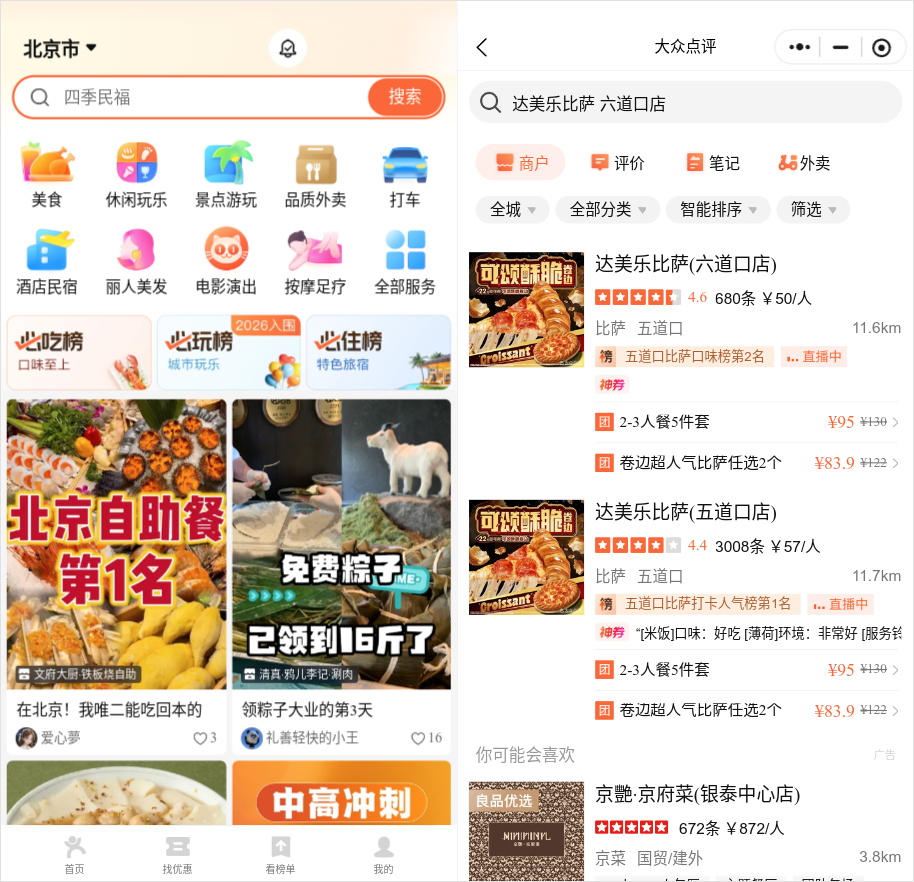 北京市
四季民福
搜索
美食
休闲玩乐
景点游玩
品质外卖
打车
酒店民宿
丽人美发
电影演出
按摩足疗
全部服务
必吃榜
口味至上
必玩榜
2026入围
城市玩乐
必住榜
特色旅宿
北京自助餐
第1名
文府大厨·铁板烧自助
在北京！我唯二能吃回本的
爱心夢
3
免费粽子
已领到16斤了
清真·鸦儿李记·涮肉
领粽子大业的第3天
礼善轻快的小王
16
中高冲刺
首页
找优惠
看榜单
我的
大众点评
达美乐比萨 六道口店
商户
评价
笔记
外卖
全城
全部分类
智能排序
筛选
可颂酥脆卷边
Croissant
达美乐比萨(六道口店)
4.6 680条 ￥50/人
比萨 五道口 11.6km
榜 五道口比萨口味榜第2名 直播中
神券
团 2-3人餐5件套 ¥95 ¥130
团 卷边超人气比萨任选2个 ¥83.9 ¥122
可颂酥脆卷边
Croissant
达美乐比萨(五道口店)
4.4 3008条 ￥57/人
比萨 五道口 11.7km
榜 五道口比萨打卡人气榜第1名 直播中
神券 “[米饭]口味：好吃 [薄荷]环境：非常好 [服务铃
团 2-3人餐5件套 ¥95 ¥130
团 卷边超人气比萨任选2个 ¥83.9 ¥122
你可能会喜欢
广告
良品优选
京艷·京府菜(银泰中心店)
672条 ￥872/人
京菜 国贸/建外 3.8km